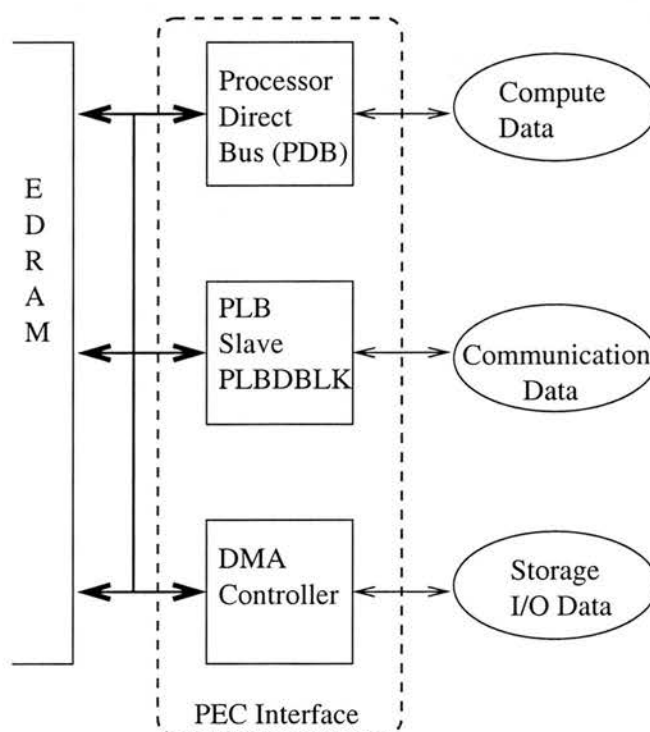 E
D
R
A
M
Processor
Direct
Bus (PDB)
Compute
Data
PLB
Slave
PLBDBLK
Communication
Data
DMA
Controller
Storage
I/O Data
PEC Interface